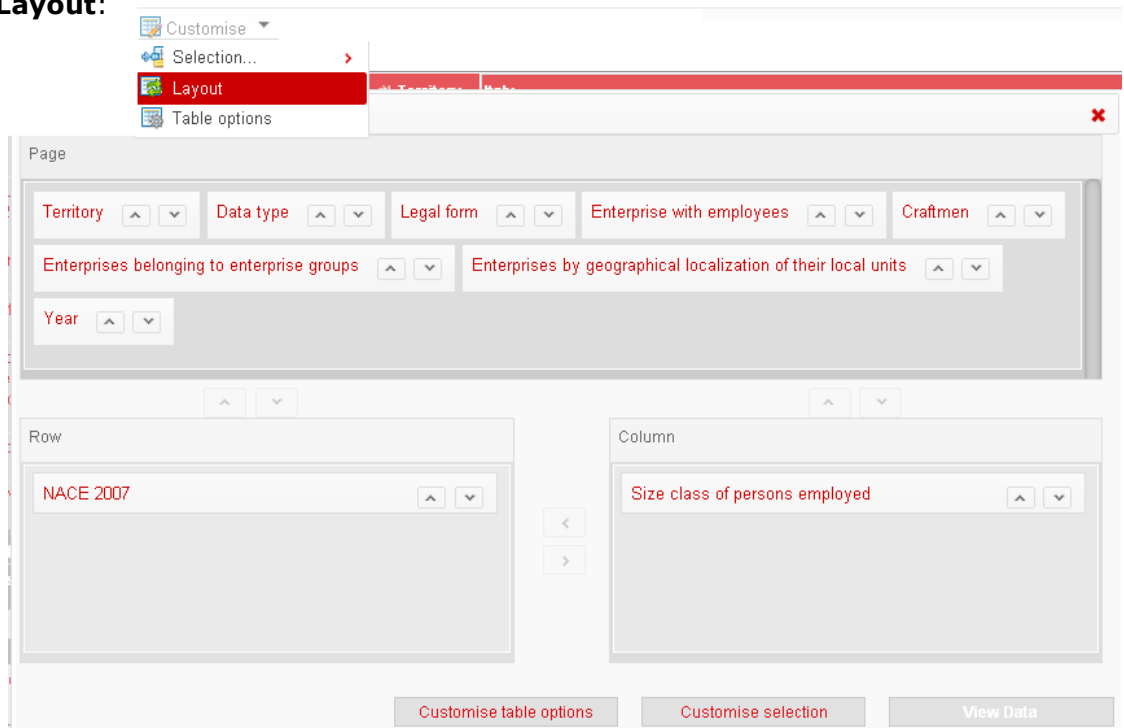 Layout:
Customise
Selection...
Layout
Territory Italy
Table options
Page
Territory Data type Legal form Enterprise with employees Craftmen
Enterprises belonging to enterprise groups Enterprises by geographical localization of their local units
Year
Row Column
NACE 2007 Size class of persons employed
Customise table options Customise selection View Data